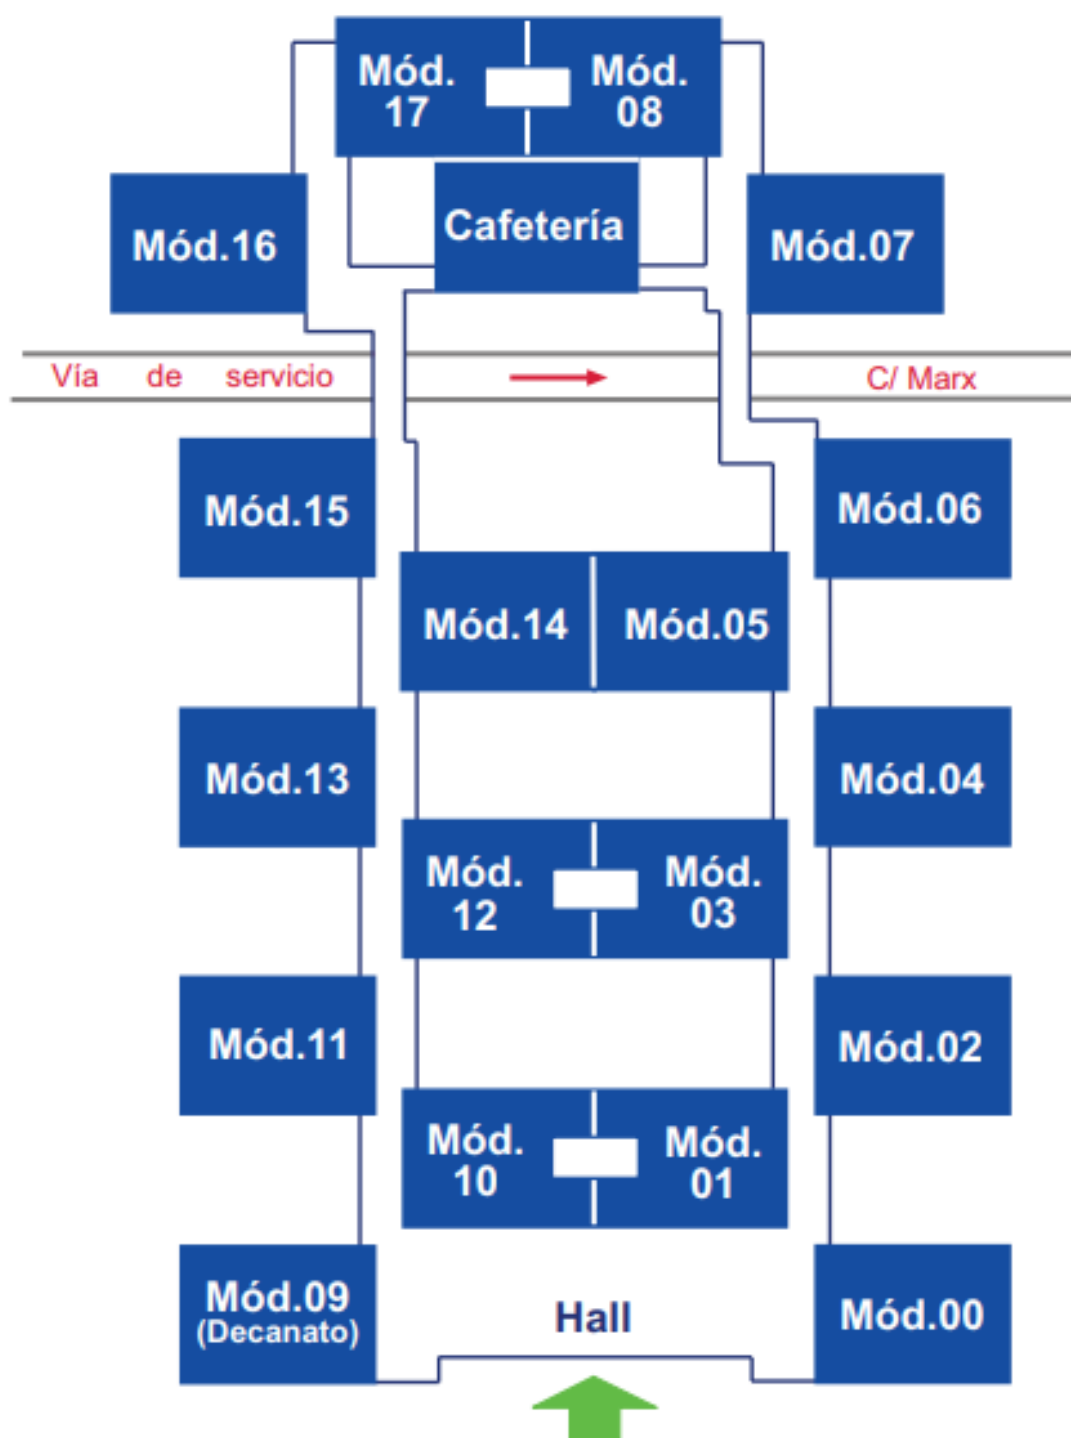 Mód.
17
Mód.
08
Mód.16
Cafetería
Mód.07
Vía de servicio
C/ Marx
Mód.15
Mód.06
Mód.14
Mód.05
Mód.13
Mód.04
Mód.
12
Mód.
03
Mód.11
Mód.02
Mód.
10
Mód.
01
Mód.09
(Decanato)
Hall
Mód.00